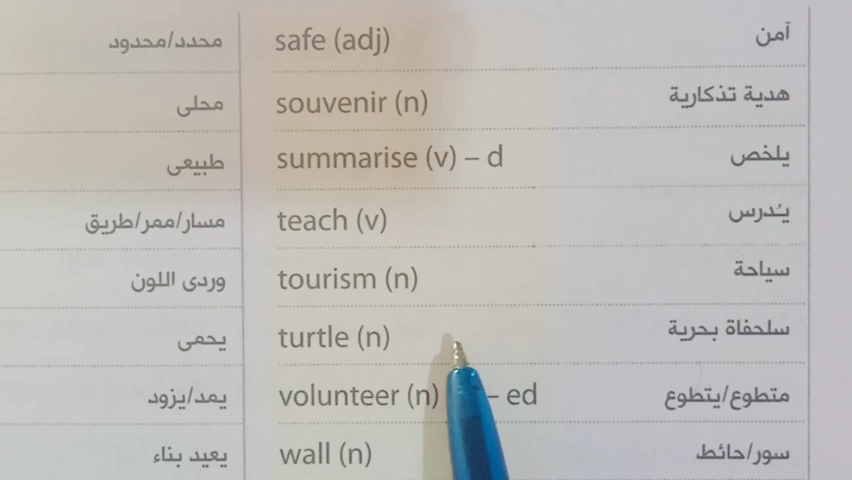 محدد/محدود safe (adj) آمن
محلى souvenir (n) هدية تذكارية
طبيعى summarise (v) – d يلخص
مسار/ممر/طريق teach (v) يُدرس
وردى اللون tourism (n) سياحة
يحمى turtle (n) سلحفاة بحرية
يمد/يزود volunteer (n) – ed متطوع/يتطوع
يعيد بناء wall (n) سور/حائط